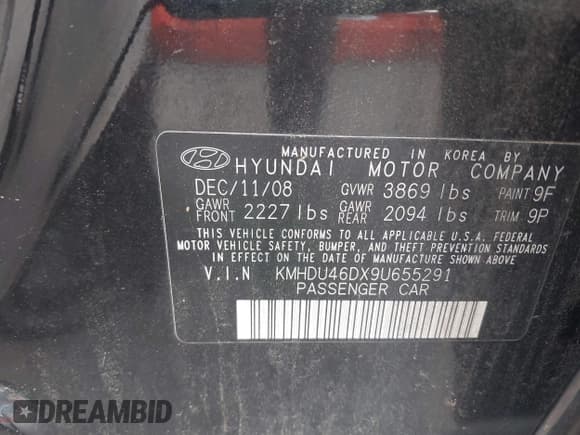 MANUFACTURED IN KOREA BY
HYUNDAI MOTOR COMPANY
DEC/11/08 GVWR 3869 lbs PAINT 9F
GAWR FRONT 2227 lbs GAWR REAR 2094 lbs TRIM 9P
THIS VEHICLE CONFORMS TO ALL APPLICABLE U.S.A. FEDERAL
MOTOR VEHICLE SAFETY, BUMPER, AND THEFT PREVENTION STANDARDS
IN EFFECT ON THE DATE OF MANUFACTURE SHOWN ABOVE
V.I.N KMHDU46DX9U655291
PASSENGER CAR
DREAMBID